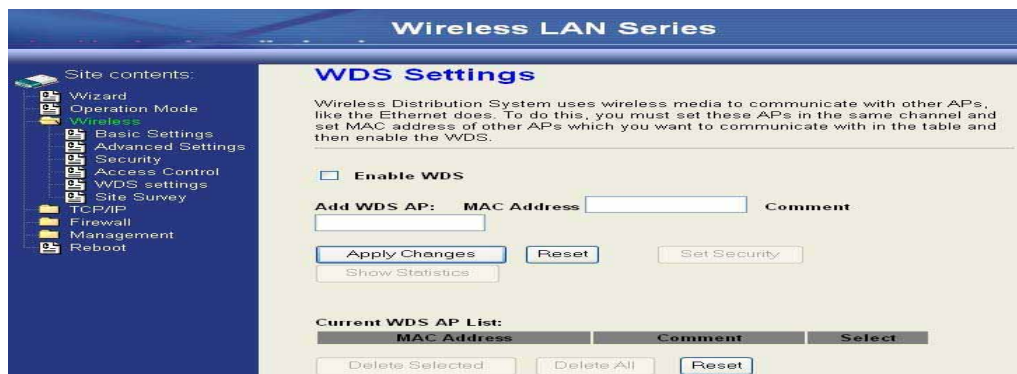 Wireless LAN Series
Site contents:
Wizard
Operation Mode
Wireless
Basic Settings
Advanced Settings
Security
Access Control
WDS settings
Site Survey
TCP/IP
Firewall
Management
Reboot
WDS Settings
Wireless Distribution System uses wireless media to communicate with other APs,
like the Ethernet does. To do this, you must set these APs in the same channel and
set MAC address of other APs which you want to communicate with in the table and
then enable the WDS.
Enable WDS
Add WDS AP: MAC Address Comment
Apply Changes Reset Set Security
Show Statistics
Current WDS AP List:
MAC Address Comment Select
Delete Selected Delete All Reset